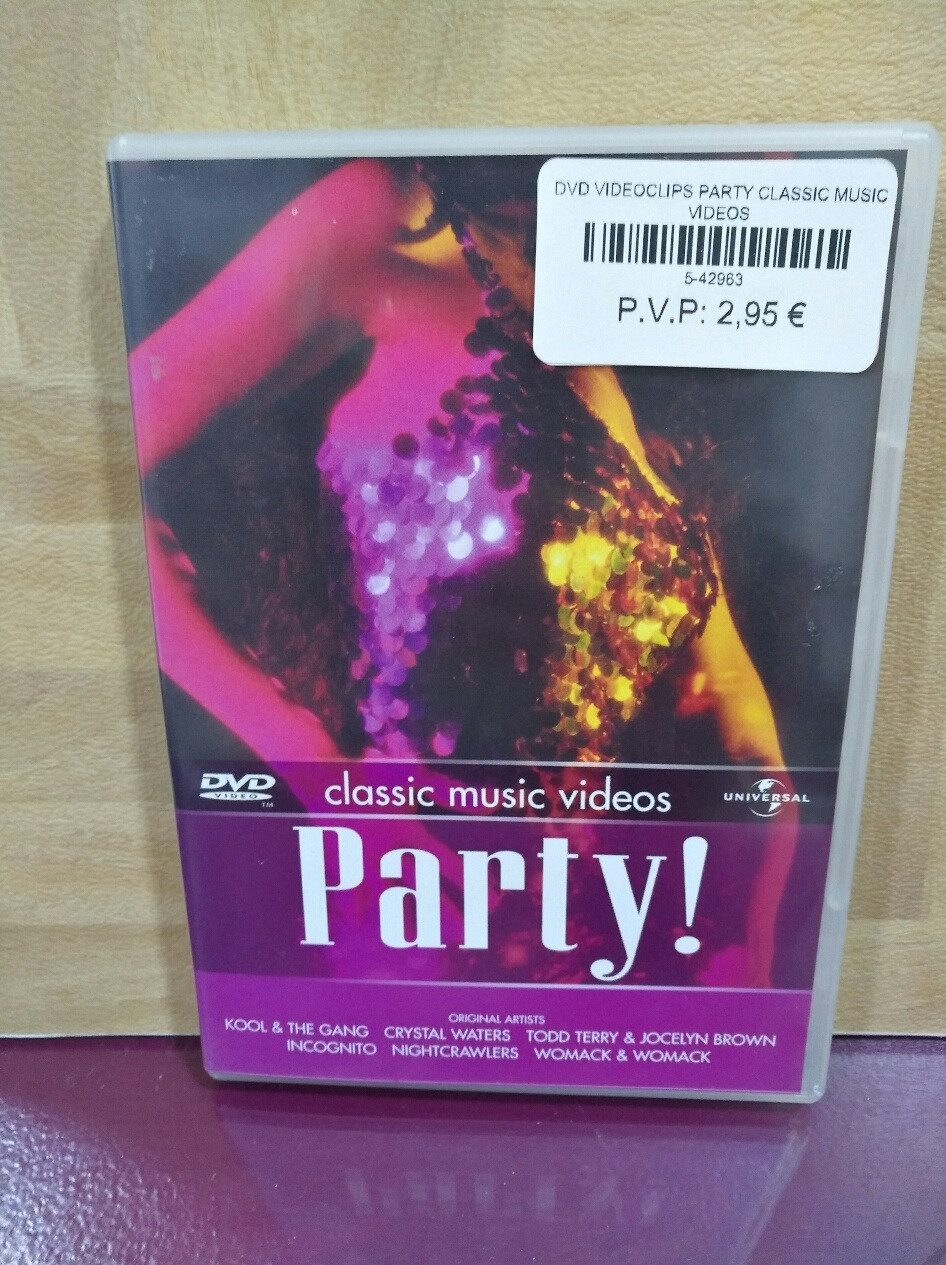 DVD VIDEOCLIPS PARTY CLASSIC MUSIC
VIDEOS
5-42963
P.V.P: 2,95 €
DVD
VIDEO
TM
classic music videos
UNIVERSAL
Party!
ORIGINAL ARTISTS
KOOL & THE GANG CRYSTAL WATERS TODD TERRY & JOCELYN BROWN
INCOGNITO NIGHTCRAWLERS WOMACK & WOMACK